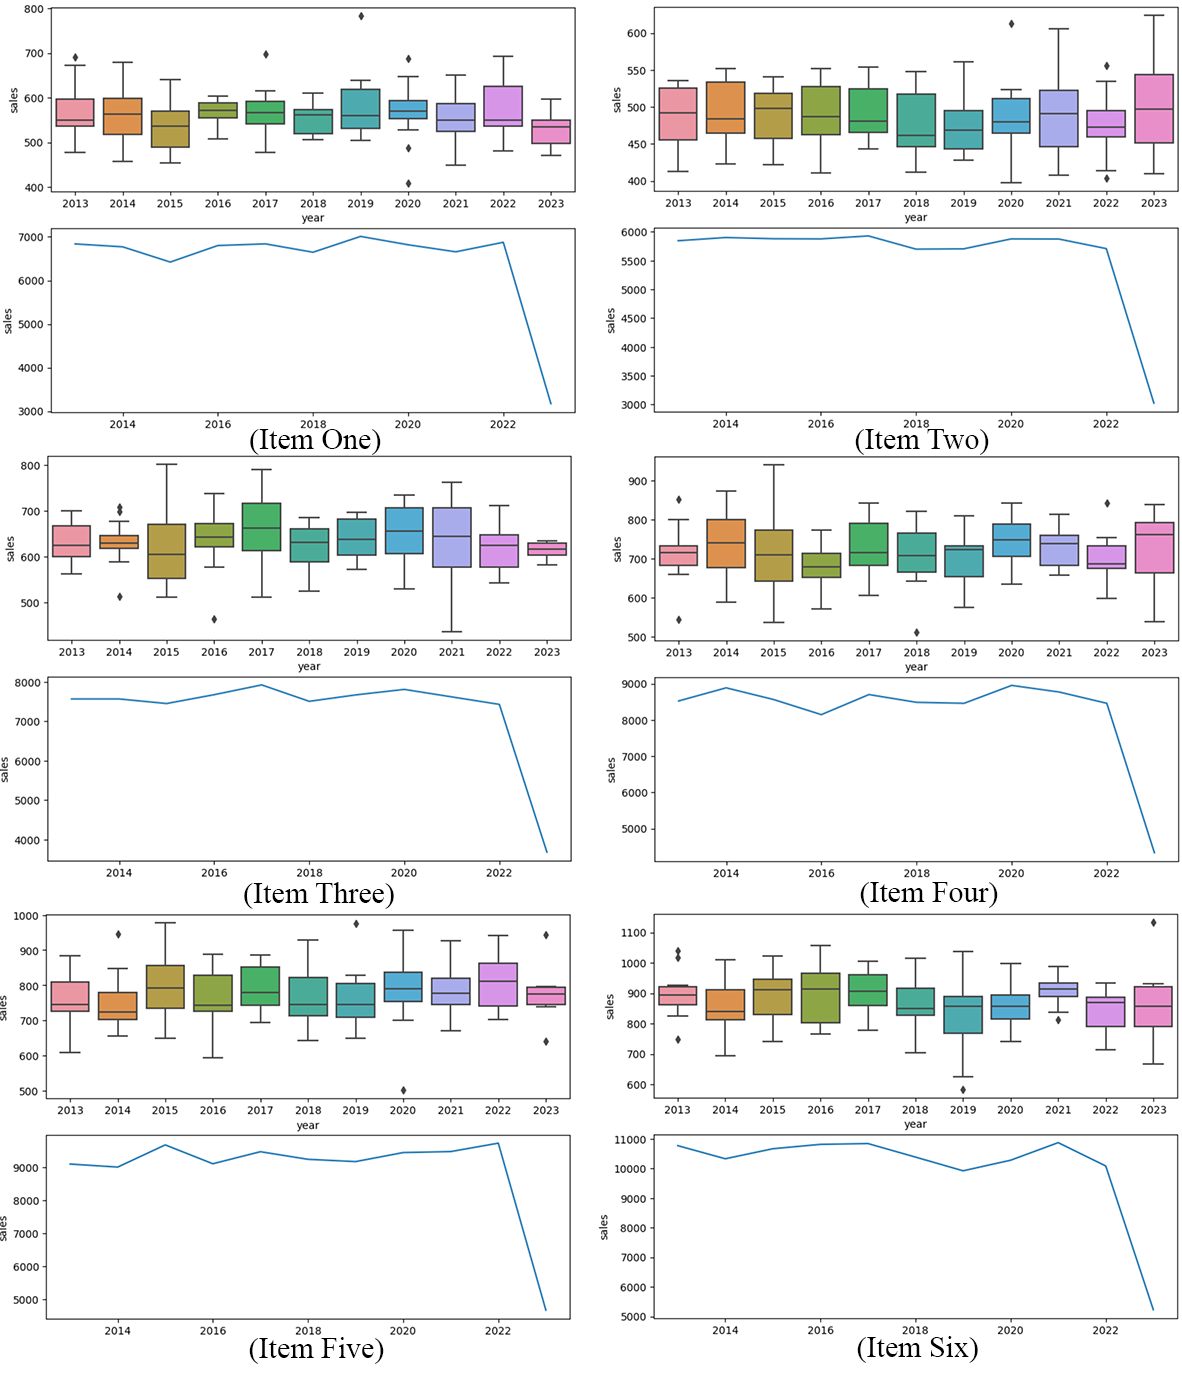 800
700
600
500
400
sales
2013 2014 2015 2016 2017 2018 2019 2020 2021 2022 2023
year
7000
6000
5000
4000
3000
sales
2014 2016 2018 2020 2022
(Item One)
600
550
500
450
400
sales
2013 2014 2015 2016 2017 2018 2019 2020 2021 2022 2023
year
6000
5500
5000
4500
4000
3500
3000
sales
2014 2016 2018 2020 2022
(Item Two)
800
700
600
500
sales
2013 2014 2015 2016 2017 2018 2019 2020 2021 2022 2023
year
8000
7000
6000
5000
4000
sales
2014 2016 2018 2020 2022
(Item Three)
900
800
700
600
500
sales
2013 2014 2015 2016 2017 2018 2019 2020 2021 2022 2023
year
9000
8000
7000
6000
5000
sales
2014 2016 2018 2020 2022
(Item Four)
1000
900
800
700
600
500
sales
2013 2014 2015 2016 2017 2018 2019 2020 2021 2022 2023
year
9000
8000
7000
6000
5000
sales
2014 2016 2018 2020 2022
(Item Five)
1100
1000
900
800
700
600
sales
2013 2014 2015 2016 2017 2018 2019 2020 2021 2022 2023
year
11000
10000
9000
8000
7000
6000
5000
sales
2014 2016 2018 2020 2022
(Item Six)